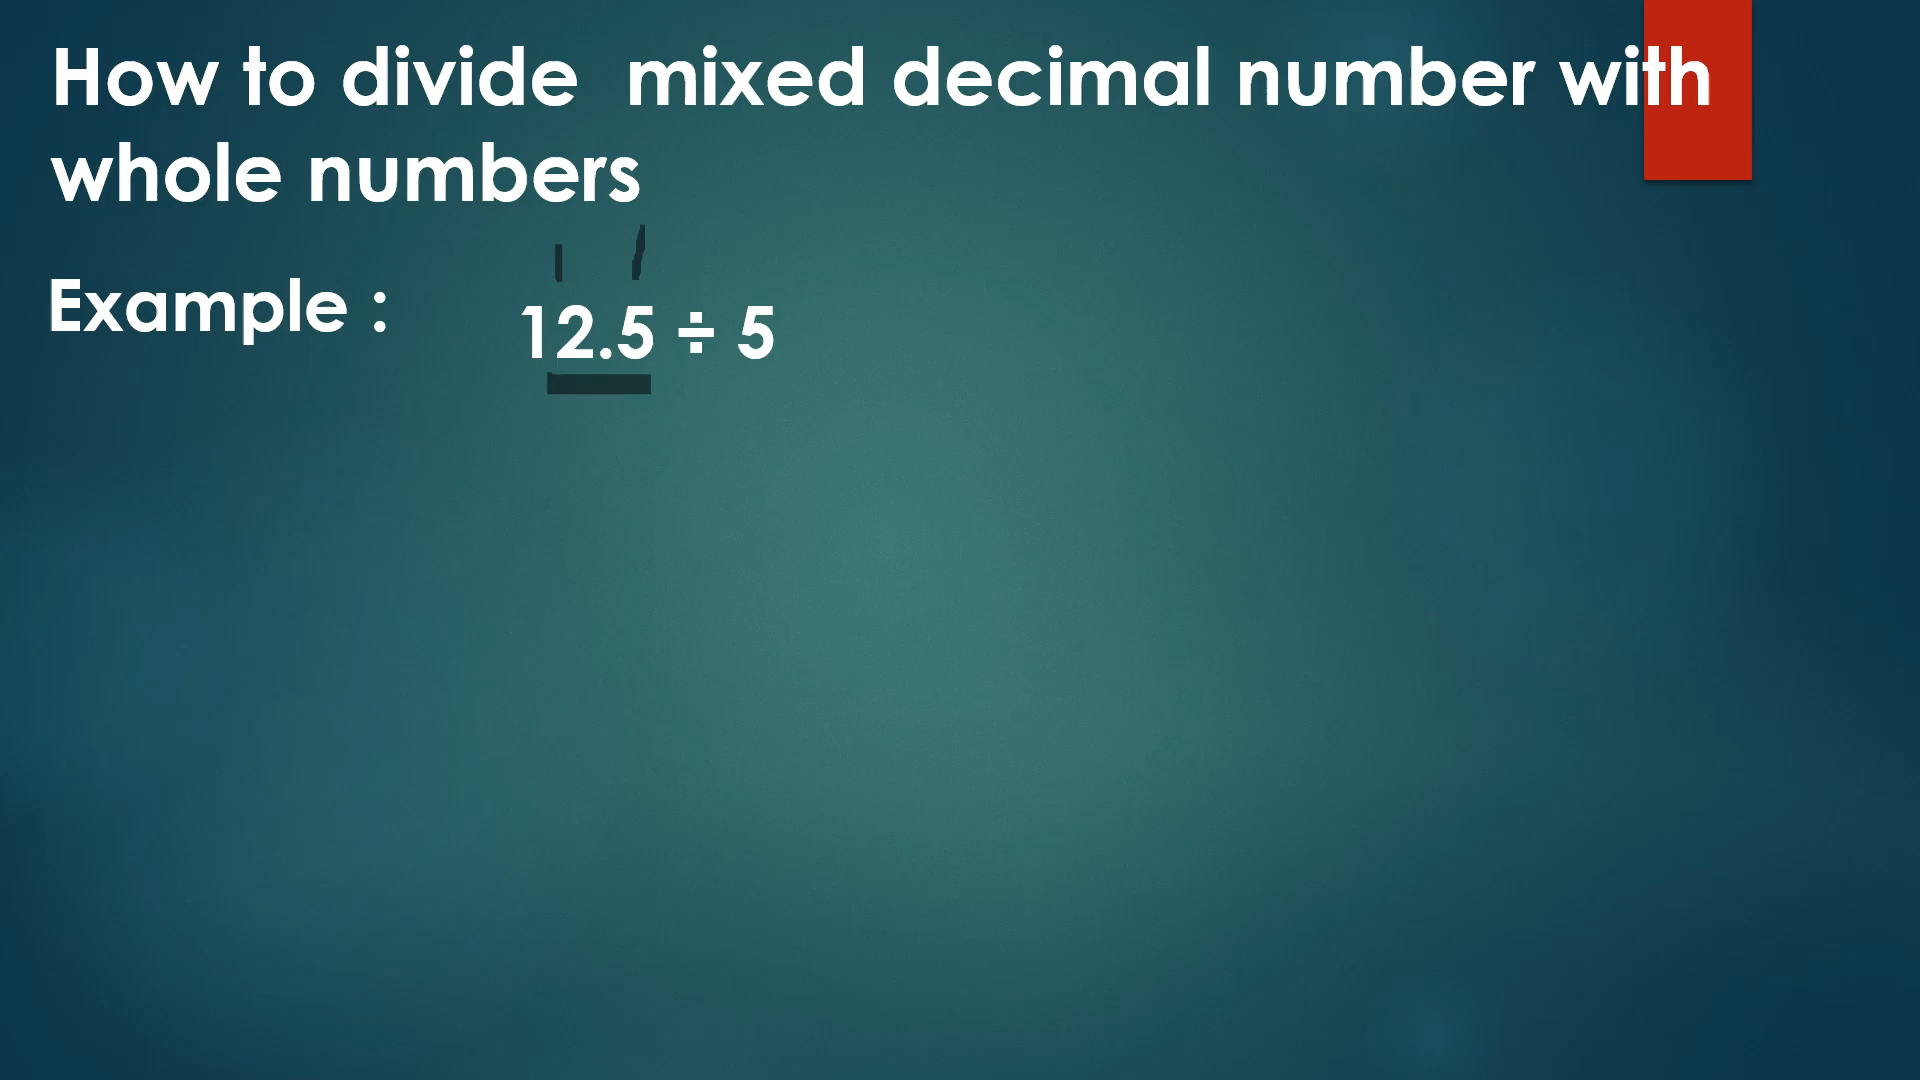 How to divide  mixed decimal number with
whole numbers
Example :
12.5 ÷ 5